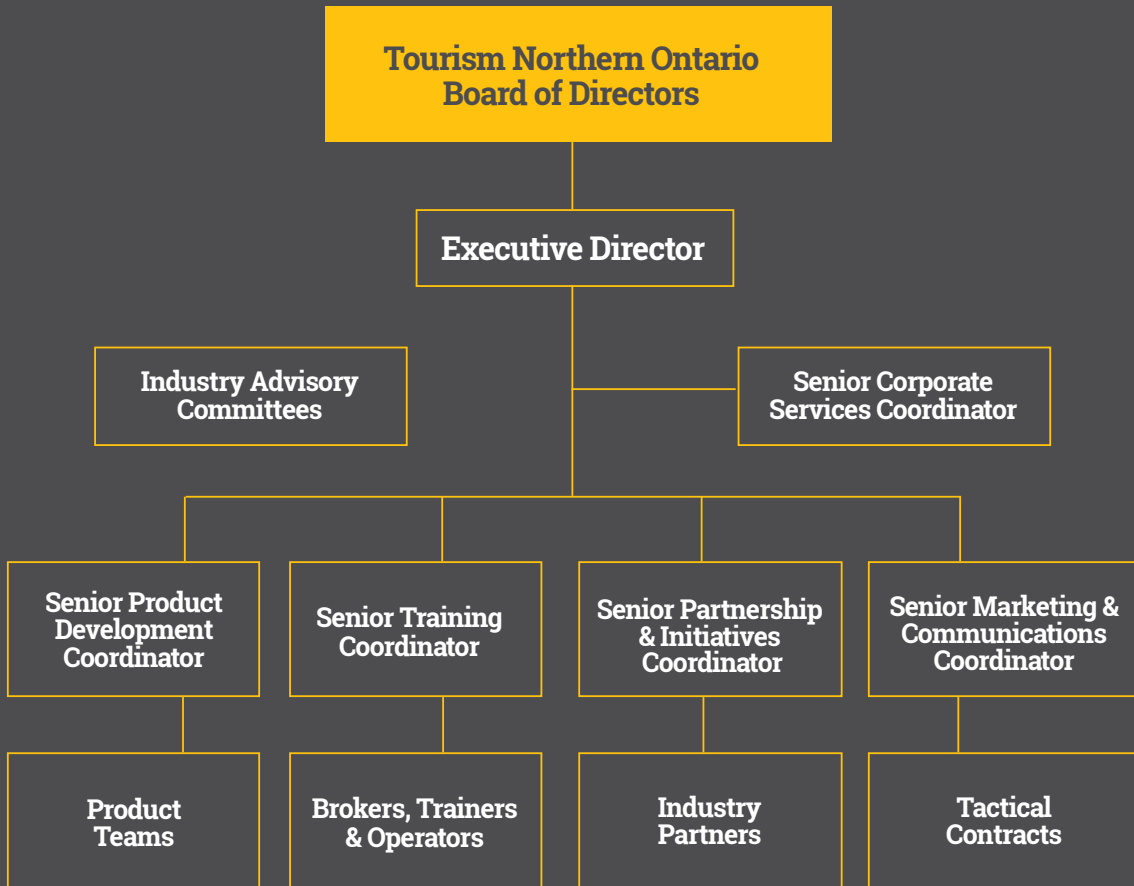 Tourism Northern Ontario
Board of Directors
Executive Director
Industry Advisory
Committees
Senior Corporate
Services Coordinator
Senior Product
Development
Coordinator
Senior Training
Coordinator
Senior Partnership
& Initiatives
Coordinator
Senior Marketing &
Communications
Coordinator
Product
Teams
Brokers, Trainers
& Operators
Industry
Partners
Tactical
Contracts